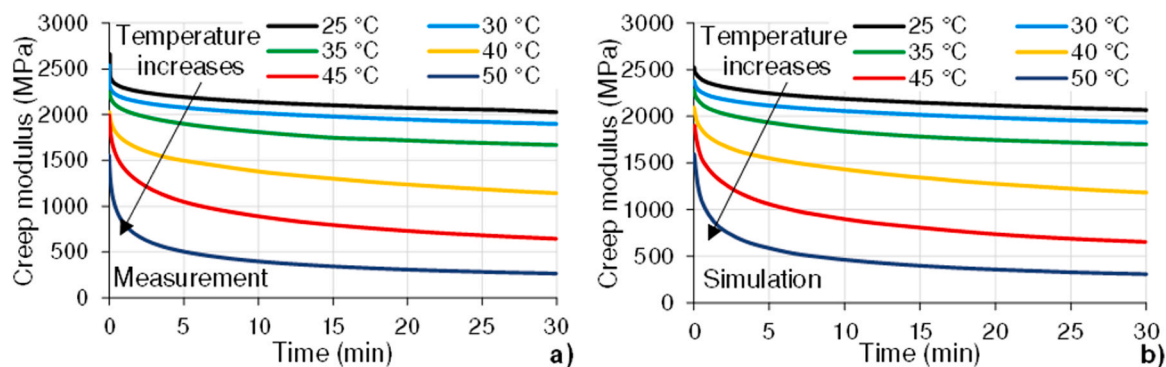 a)
Creep modulus (MPa)
3000
2500
2000
1500
1000
500
0
Temperature
increases
25 °C
30 °C
35 °C
40 °C
45 °C
50 °C
Measurement
0 5 10 15 20 25 30
Time (min)
b)
Creep modulus (MPa)
3000
2500
2000
1500
1000
500
0
Temperature
increases
25 °C
30 °C
35 °C
40 °C
45 °C
50 °C
Simulation
0 5 10 15 20 25 30
Time (min)